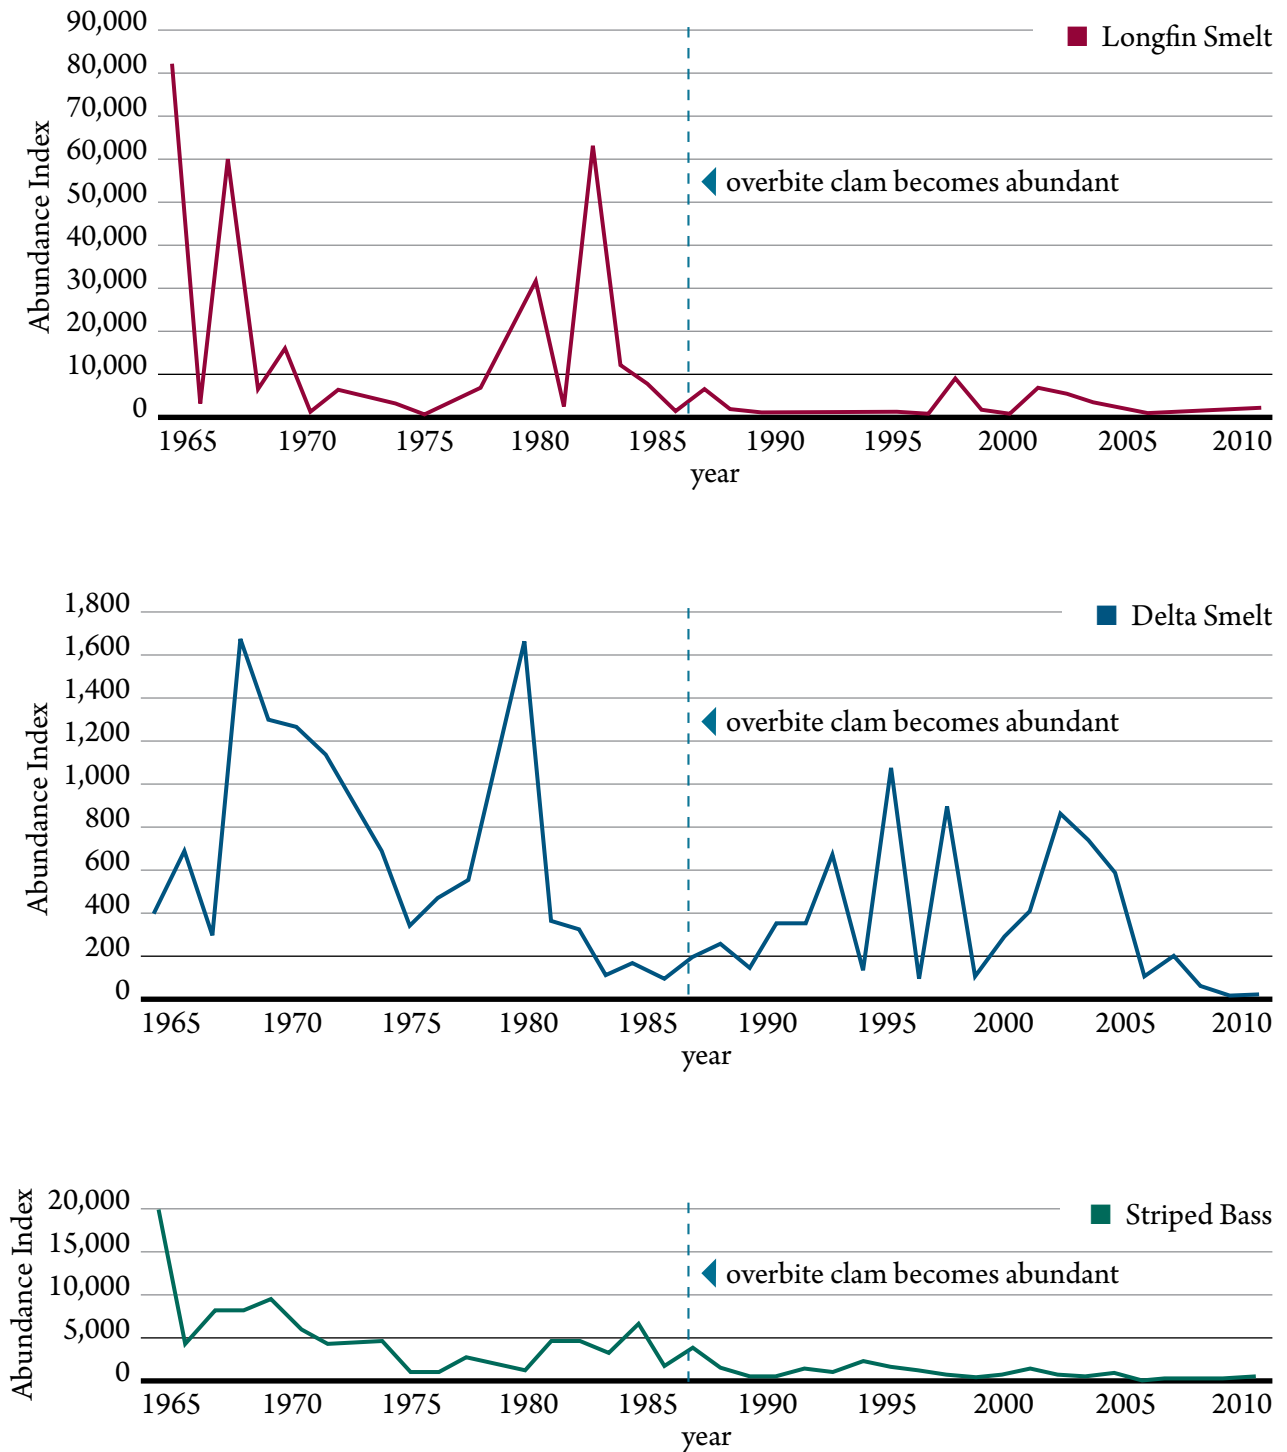 90,000
Longfin Smelt
80,000
70,000
60,000
50,000
40,000
30,000
20,000
10,000
0
Abundance Index
overbite clam becomes abundant
1965 1970 1975 1980 1985 1990 1995 2000 2005 2010
year
1,800
Delta Smelt
1,600
1,400
1,200
1,000
800
600
400
200
0
Abundance Index
overbite clam becomes abundant
1965 1970 1975 1980 1985 1990 1995 2000 2005 2010
year
20,000
Striped Bass
15,000
10,000
5,000
0
Abundance Index
overbite clam becomes abundant
1965 1970 1975 1980 1985 1990 1995 2000 2005 2010
year